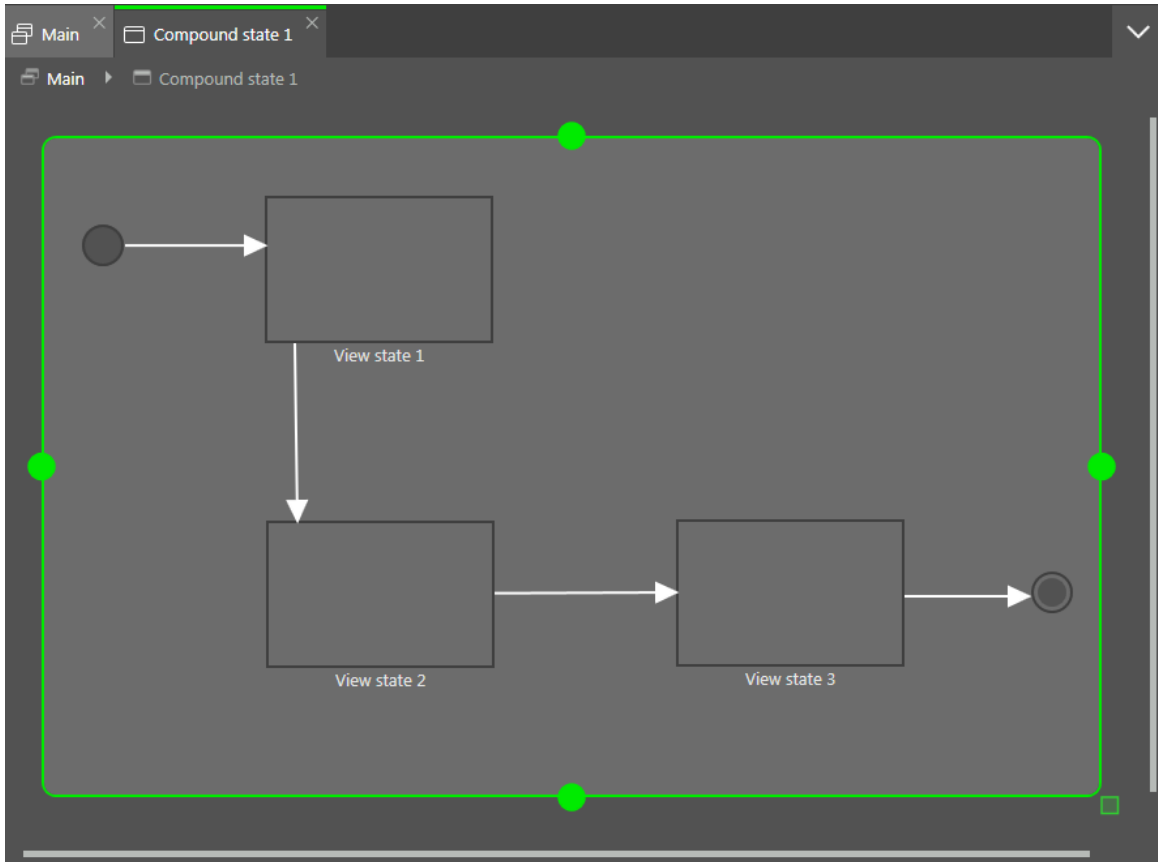 Main
Compound state 1
Main
Compound state 1
View state 1
View state 2
View state 3